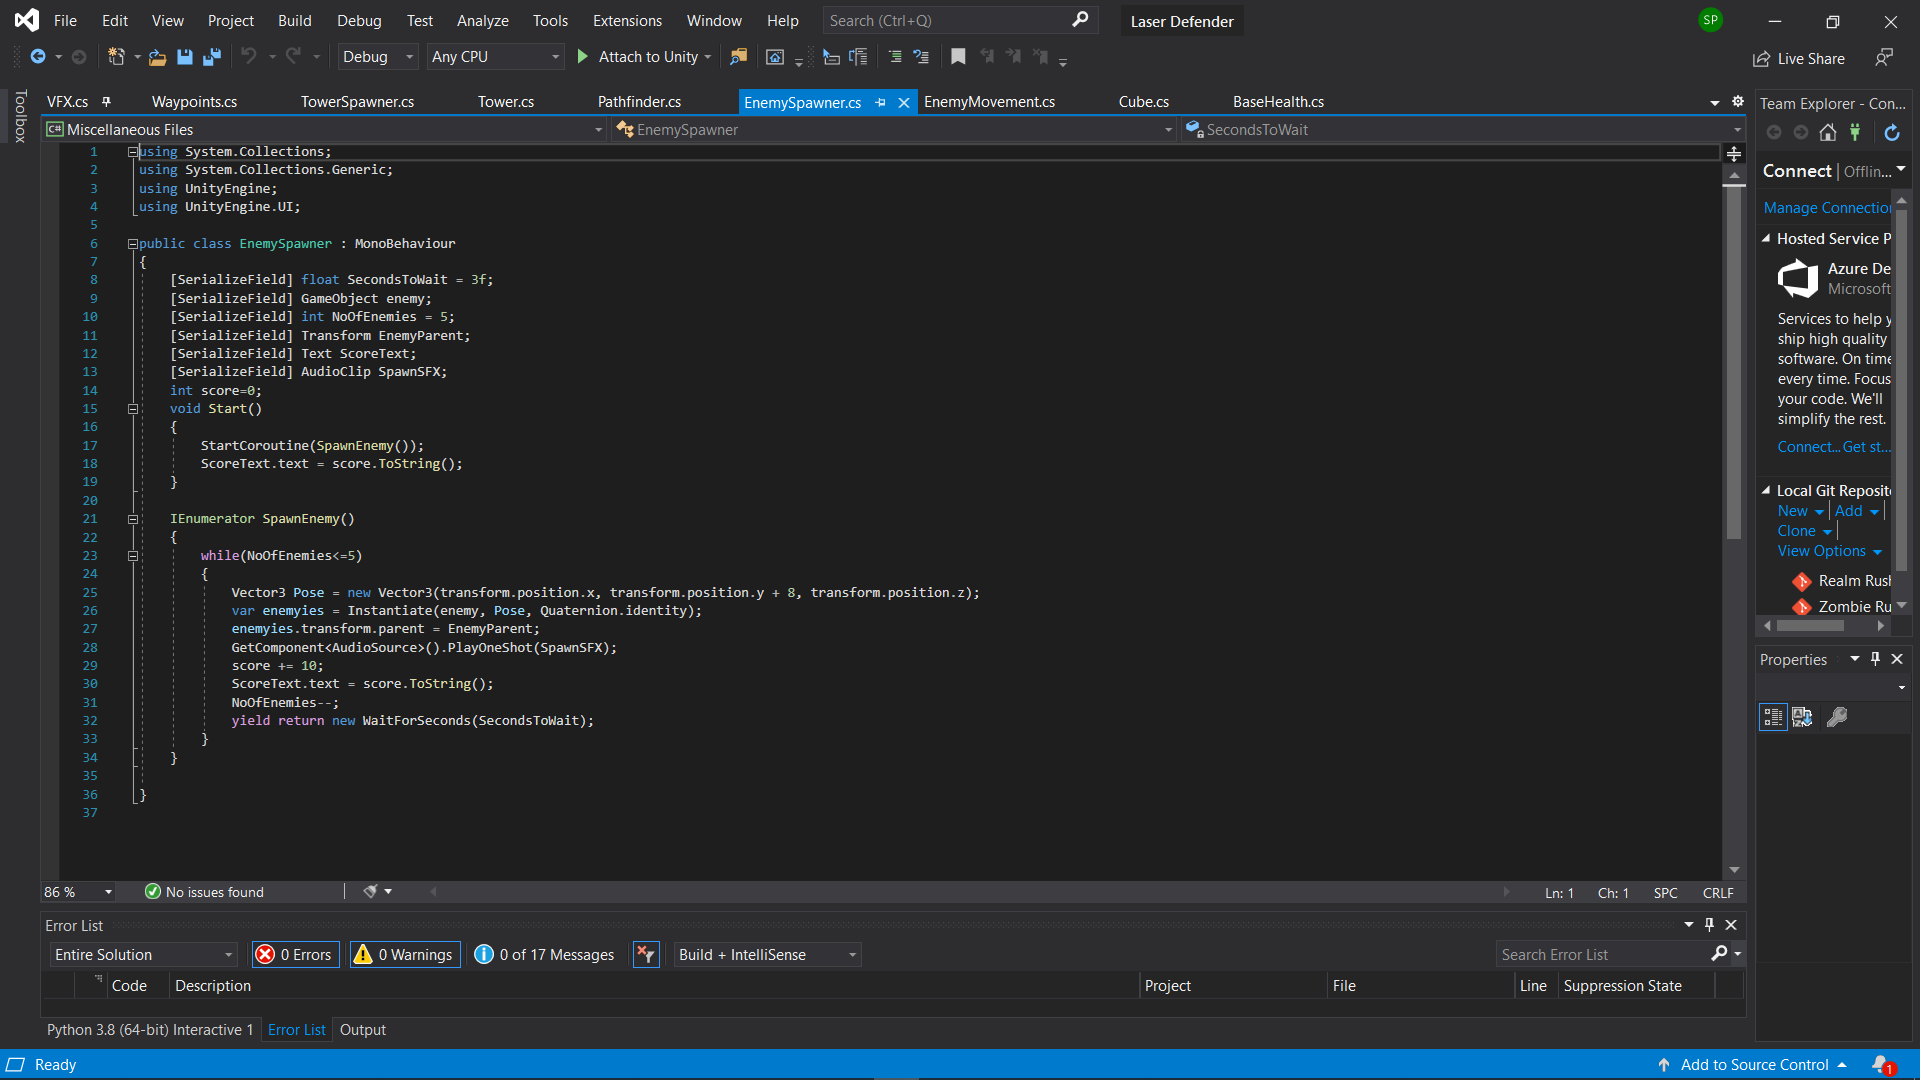 File Edit View Project Build Debug Test Analyze Tools Extensions Window Help Search (Ctrl+Q) Laser Defender SP
Debug Any CPU Attach to Unity Live Share
Toolbox
VFX.cs Waypoints.cs TowerSpawner.cs Tower.cs Pathfinder.cs EnemySpawner.cs EnemyMovement.cs Cube.cs BaseHealth.cs
Miscellaneous Files EnemySpawner SecondsToWait
1 using System.Collections;
2 using System.Collections.Generic;
3 using UnityEngine;
4 using UnityEngine.UI;
5
6 public class EnemySpawner : MonoBehaviour
7 {
8 [SerializeField] float SecondsToWait = 3f;
9 [SerializeField] GameObject enemy;
10 [SerializeField] int NoOfEnemies = 5;
11 [SerializeField] Transform EnemyParent;
12 [SerializeField] Text ScoreText;
13 [SerializeField] AudioClip SpawnSFX;
14 int score=0;
15 void Start()
16 {
17 StartCoroutine(SpawnEnemy());
18 ScoreText.text = score.ToString();
19 }
20
21 IEnumerator SpawnEnemy()
22 {
23 while(NoOfEnemies<=5)
24 {
25 Vector3 Pose = new Vector3(transform.position.x, transform.position.y + 8, transform.position.z);
26 var enemyies = Instantiate(enemy, Pose, Quaternion.identity);
27 enemyies.transform.parent = EnemyParent;
28 GetComponent<AudioSource>().PlayOneShot(SpawnSFX);
29 score += 10;
30 ScoreText.text = score.ToString();
31 NoOfEnemies--;
32 yield return new WaitForSeconds(SecondsToWait);
33 }
34 }
35
36 }
37
86 % No issues found Ln: 1 Ch: 1 SPC CRLF
Error List
Entire Solution 0 Errors 0 Warnings 0 of 17 Messages Build + IntelliSense Search Error List
Code Description Project File Line Suppression State
Python 3.8 (64-bit) Interactive 1 Error List Output
Ready Add to Source Control 1
Team Explorer - Con...
Connect | Offlin...
Manage Connectio
Hosted Service P
Azure De
Microsoft
Services to help y
ship high quality
software. On time
every time. Focus
your code. We'll
simplify the rest.
Connect... Get st...
Local Git Reposit
New Add
Clone
View Options
Realm Rus
Zombie Ru
Properties